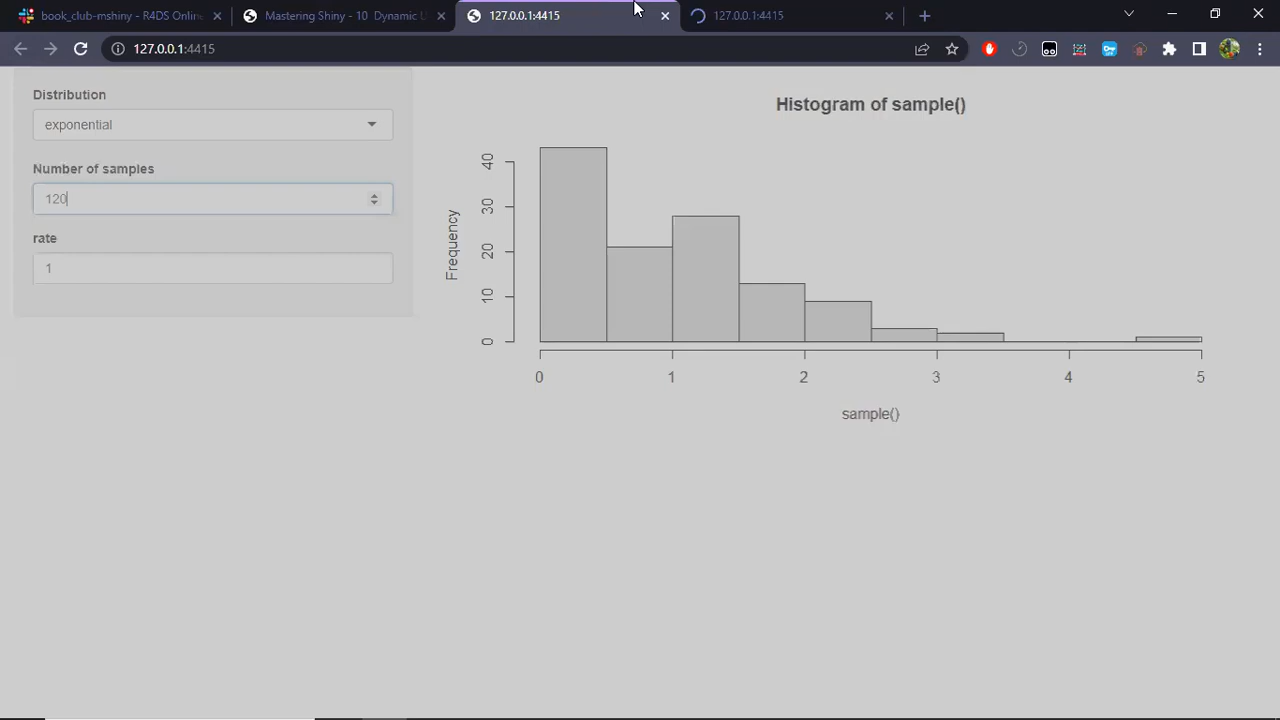 book_club-mshiny - R4DS Onlin
Mastering Shiny - 10 Dynamic U
127.0.0.1:4415
127.0.0.1:4415
127.0.0.1:4415
Distribution
exponential
Number of samples
120
rate
1
Histogram of sample()
Frequency
40
30
20
10
0
0 1 2 3 4 5
sample()